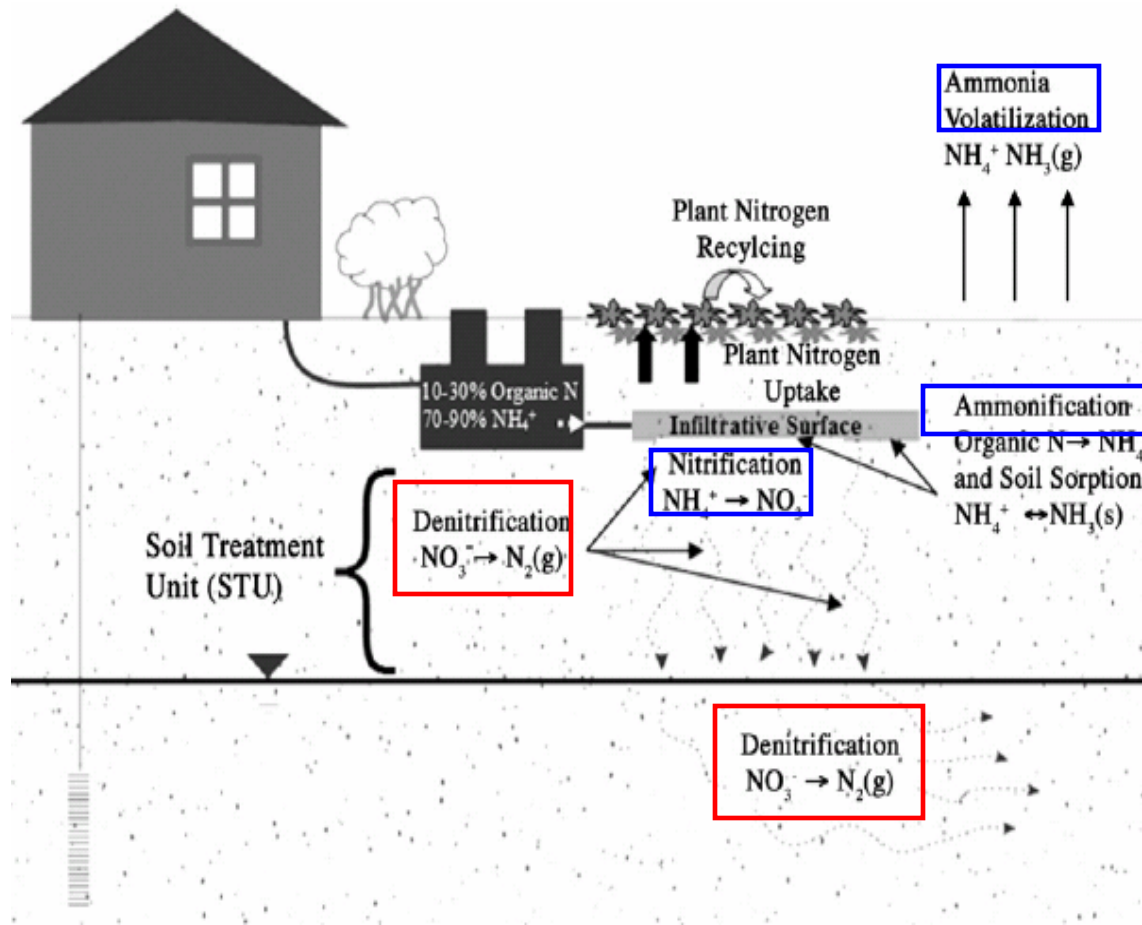 Ammonia
Volatilization
NH₄⁺ NH₃(g)
Plant Nitrogen
Recylcing
Plant Nitrogen
Uptake
10-30% Organic N
70-90% NH₄⁺
Infiltrative Surface
Ammonification
Organic N→ NH₄
and Soil Sorption
NH₄⁺ ↔NH₃(s)
Nitrification
NH₄⁺ → NO₃⁻
Denitrification
NO₃⁻→ N₂(g)
Soil Treatment
Unit (STU)
Denitrification
NO₃⁻ → N₂(g)